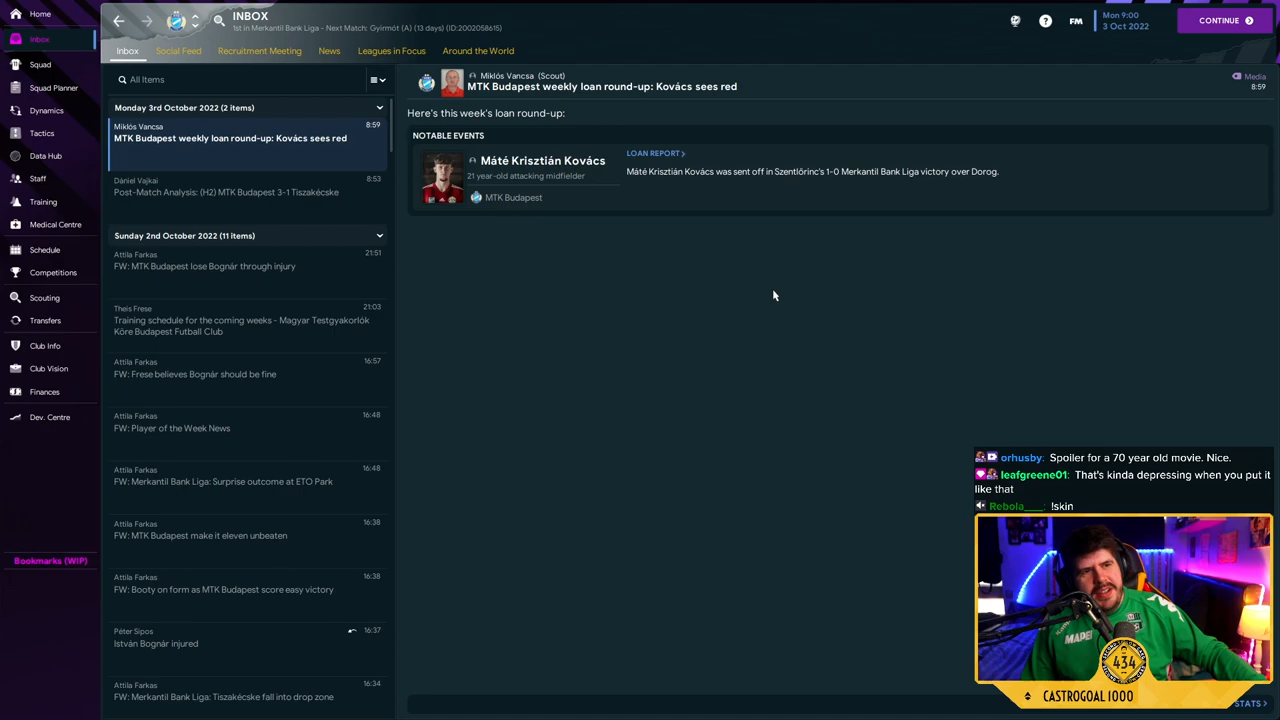 Home
Inbox
Squad
Squad Planner
Dynamics
Tactics
Data Hub
Staff
Training
Medical Centre
Schedule
Competitions
Scouting
Transfers
Club Info
Club Vision
Finances
Dev. Centre
Bookmarks (WIP)
INBOX
1st in Merkantil Bank Liga - Next Match: Gyirmót (A) (13 days) (ID:2002058615)
FM
Mon 9:00
3 Oct 2022
CONTINUE
Inbox
Social Feed
Recruitment Meeting
News
Leagues in Focus
Around the World
All Items
Monday 3rd October 2022 (2 items)
Miklós Vancsa
8:59
MTK Budapest weekly loan round-up: Kovács sees red
Dániel Vajkai
8:53
Post-Match Analysis: (H2) MTK Budapest 3-1 Tiszakécske
Sunday 2nd October 2022 (11 items)
Attila Farkas
21:51
FW: MTK Budapest lose Bognár through injury
Theis Frese
21:03
Training schedule for the coming weeks - Magyar Testgyakorlók
Köre Budapest Futball Club
Attila Farkas
16:57
FW: Frese believes Bognár should be fine
Attila Farkas
16:48
FW: Player of the Week News
Attila Farkas
16:48
FW: Merkantil Bank Liga: Surprise outcome at ETO Park
Attila Farkas
16:38
FW: MTK Budapest make it eleven unbeaten
Attila Farkas
16:38
FW: Booty on form as MTK Budapest score easy victory
Péter Sipos
16:37
István Bognár injured
Attila Farkas
16:34
FW: Merkantil Bank Liga: Tiszakécske fall into drop zone
Miklós Vancsa (Scout)
MTK Budapest weekly loan round-up: Kovács sees red
Media
8:59
Here's this week's loan round-up:
NOTABLE EVENTS
Máté Krisztián Kovács
21 year-old attacking midfielder
MTK Budapest
LOAN REPORT
Máté Krisztián Kovács was sent off in Szentlőrinc's 1-0 Merkantil Bank Liga victory over Dorog.
orhusby: Spoiler for a 70 year old movie. Nice.
leafgreene01: That's kinda depressing when you put it
like that
Rebola___: !skin
MAPEI
434
CASTROGOAL 1000
STATS